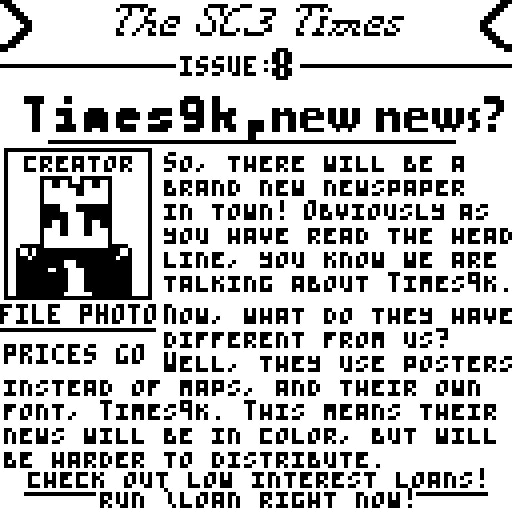 The SC3 Times
ISSUE:8
Times9k,new news?
CREATOR
SO, THERE WILL BE A
BRAND NEW NEWSPAPER
IN TOWN! OBVIOUSLY AS
YOU HAVE READ THE HEAD
LINE, YOU KNOW WE ARE
TALKING ABOUT TIMES9K.
FILE PHOTO
NOW, WHAT DO THEY HAVE
DIFFERENT FROM US?
PRICES GO
WELL, THEY USE POSTERS
INSTEAD OF MAPS, AND THEIR OWN
FONT, TIMES9K. THIS MEANS THEIR
NEWS WILL BE IN COLOR, BUT WILL
BE HARDER TO DISTRIBUTE.
CHECK OUT LOW INTEREST LOANS!
RUN \LOAN RIGHT NOW!